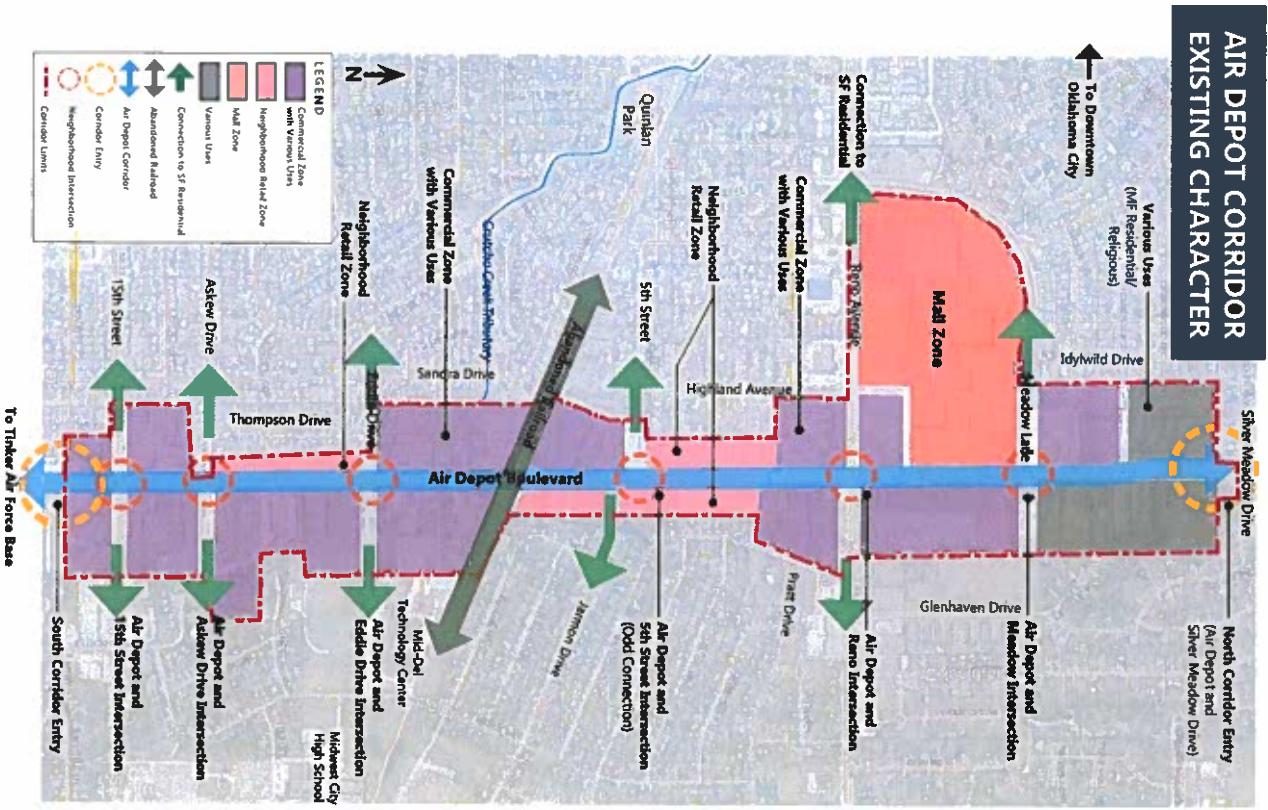 AIR DEPOT CORRIDOR
EXISTING CHARACTER
To Downtown
Oklahoma City
Silver Meadow Drive
North Corridor Entry
(Air Depot and
Silver Meadow Drive)
Various Uses
(MF Residential/
Religious)
Idylwild Drive
Meadow Lane
Glenhaven Drive
Air Depot and
Meadow Intersection
Mall Zone
Connection to
SF Residential
Reno Avenue
Air Depot and
Reno Intersection
Commercial Zone
with Various Uses
Highland Avenue
Pratt Drive
Neighborhood
Retail Zone
5th Street
Air Depot and
5th Street Intersection
(Odd Connection)
Quinlan
Park
Jarmon Drive
Abandoned Railroad
Air Depot Boulevard
Crutcho Creek Tributary
Sandra Drive
Commercial Zone
with Various Uses
Mid-Del
Technology Center
Eddie Drive
Air Depot and
Eddie Drive Intersection
Neighborhood
Retail Zone
Midwest City
High School
Thompson Drive
Askew Drive
Air Depot and
Askew Drive Intersection
15th Street
Air Depot and
15th Street Intersection
South Corridor Entry
To Tinker Air Force Base
N
LEGEND
Commercial Zone
with Various Uses
Neighborhood Retail Zone
Mall Zone
Various Uses
Connection to SF Residential
Abandoned Railroad
Air Depot Corridor
Corridor Entry
Neighborhood Intersection
Corridor Limits